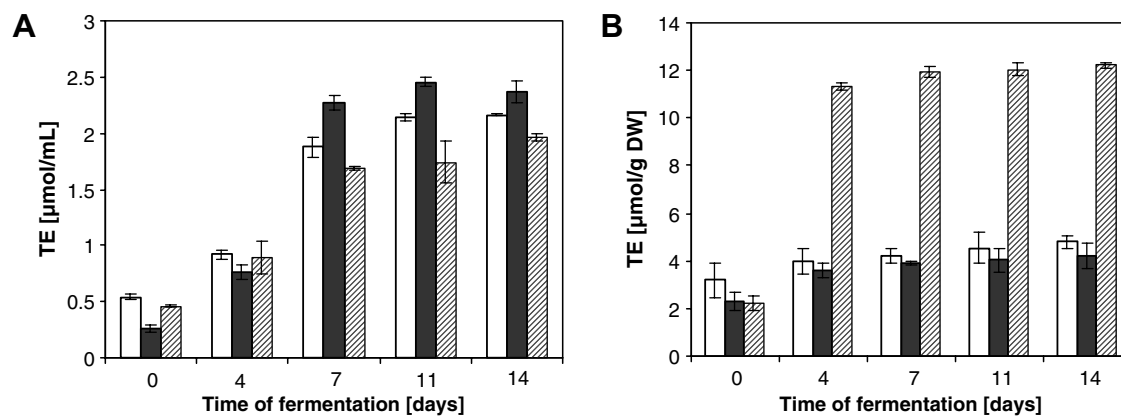 A
TE [µmol/mL]
3
2.5
2
1.5
1
0.5
0
0 4 7 11 14
Time of fermentation [days]
B
TE [µmol/g DW]
14
12
10
8
6
4
2
0
0 4 7 11 14
Time of fermentation [days]